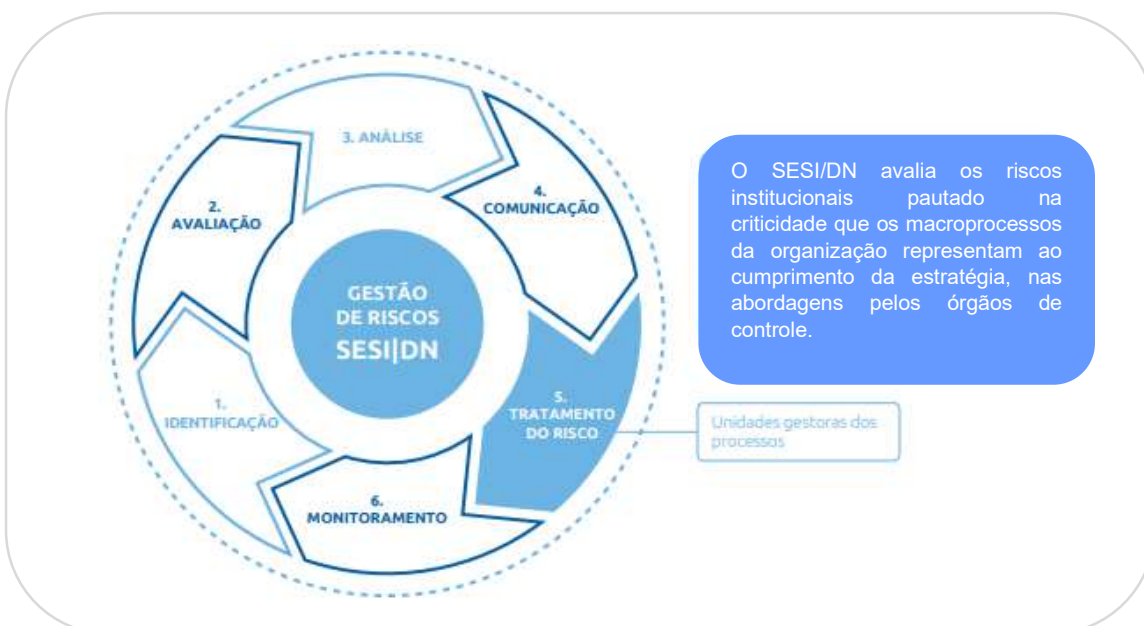 3. ANÁLISE
4.
COMUNICAÇÃO
2.
AVALIAÇÃO
GESTÃO
DE RISCOS
SESI|DN
1.
IDENTIFICAÇÃO
5.
TRATAMENTO
DO RISCO
6.
MONITORAMENTO
O SESI/DN avalia os riscos
institucionais pautado na
criticidade que os macroprocessos
da organização representam ao
cumprimento da estratégia, nas
abordagens pelos órgãos de
controle.
Unidades gestoras dos
processos